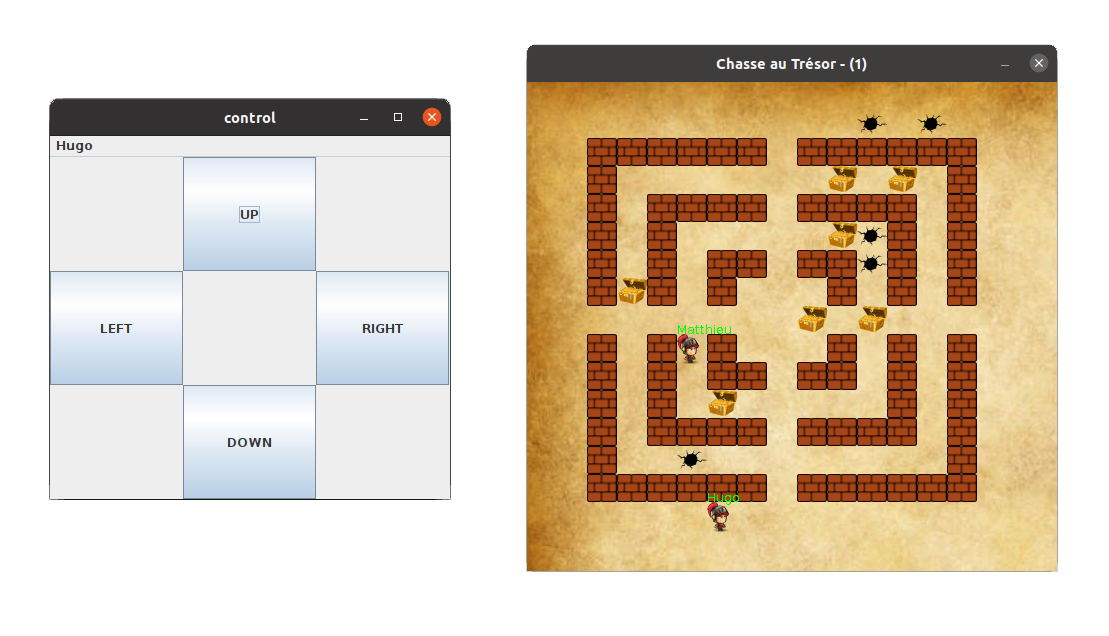 control
Hugo
UP
LEFT
RIGHT
DOWN
Chasse au Trésor - (1)
Matthieu
Hugo